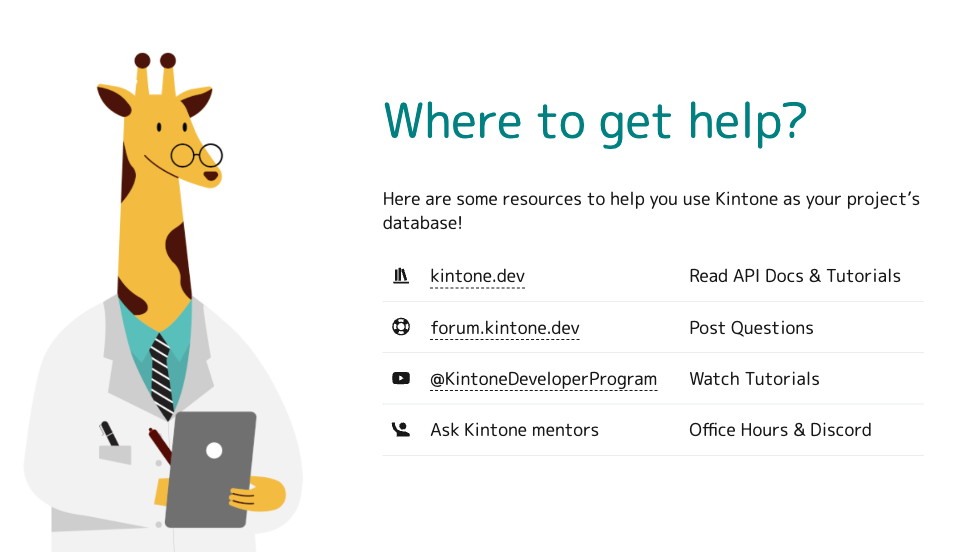 Where to get help?
Here are some resources to help you use Kintone as your project’s
database!
kintone.dev Read API Docs & Tutorials
forum.kintone.dev Post Questions
@KintoneDeveloperProgram Watch Tutorials
Ask Kintone mentors Office Hours & Discord